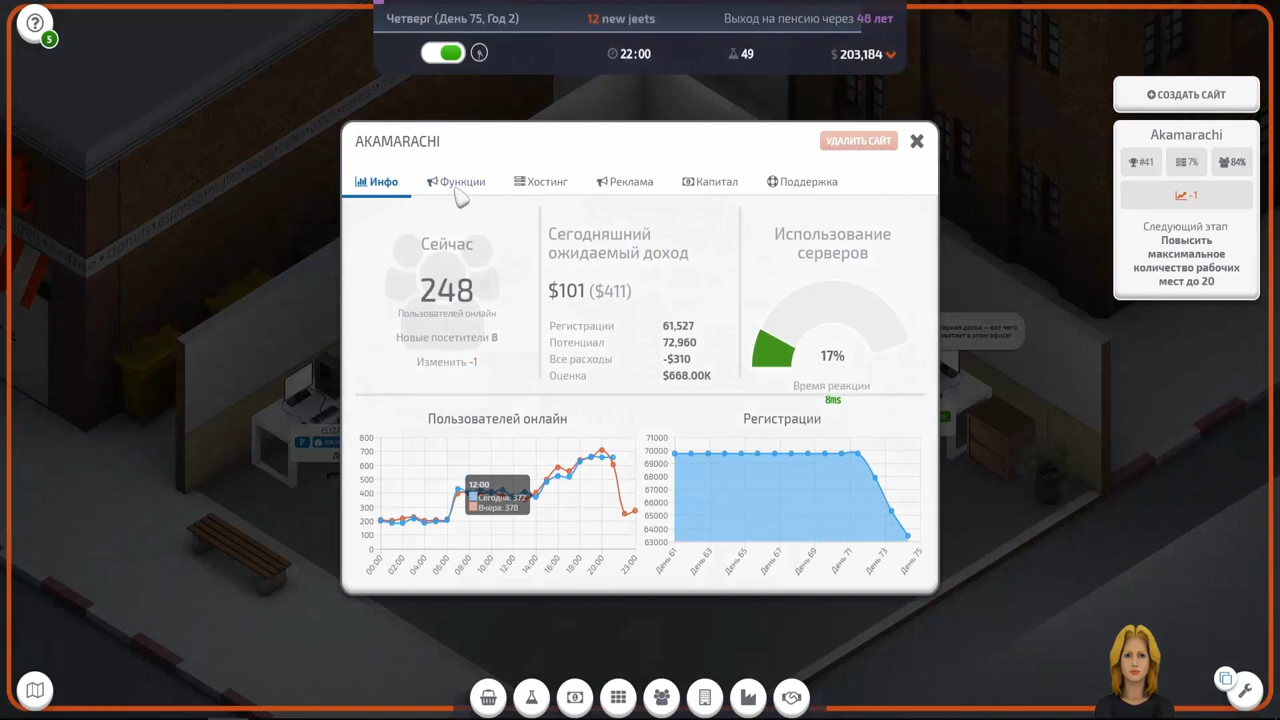 Четверг (День 75, Год 2)
12 new jeets
Выход на пенсию через 48 лет
22:00
49
$ 203,184
S
СОЗДАТЬ САЙТ
Akamarachi
#41
7%
84%
-1
Следующий этап
Повысить
максимальное
количество рабочих
мест до 20
AKAMARACHI
УДАЛИТЬ САЙТ
Инфо
Функции
Хостинг
Реклама
Капитал
Поддержка
Сейчас
248
Пользователей онлайн
Новые посетители 8
Изменить -1
Сегодняшний
ожидаемый доход
$101 ($411)
Регистрации 61,527
Потенциал 72,960
Все расходы -$310
Оценка $668.00K
Использование
серверов
17%
Время реакции
8ms
Пользователей онлайн
800
700
600
500
400
300
200
100
0
00:00
02:00
04:00
06:00
08:00
10:00
12:00
14:00
16:00
18:00
20:00
23:00
12:00
Сегодня: 372
Вчера: 378
Регистрации
71000
70000
69000
68000
67000
66000
65000
64000
63000
День 61
День 63
День 65
День 67
День 69
День 71
День 73
День 75